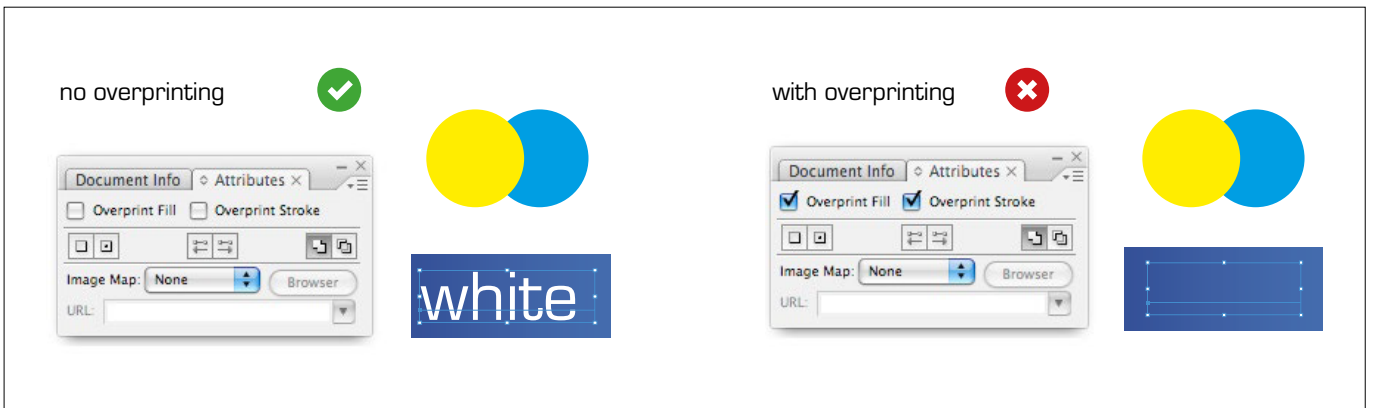 no overprinting
Document Info Attributes
Overprint Fill Overprint Stroke
Image Map: None Browser
URL:
white
with overprinting
Document Info Attributes
Overprint Fill Overprint Stroke
Image Map: None Browser
URL: